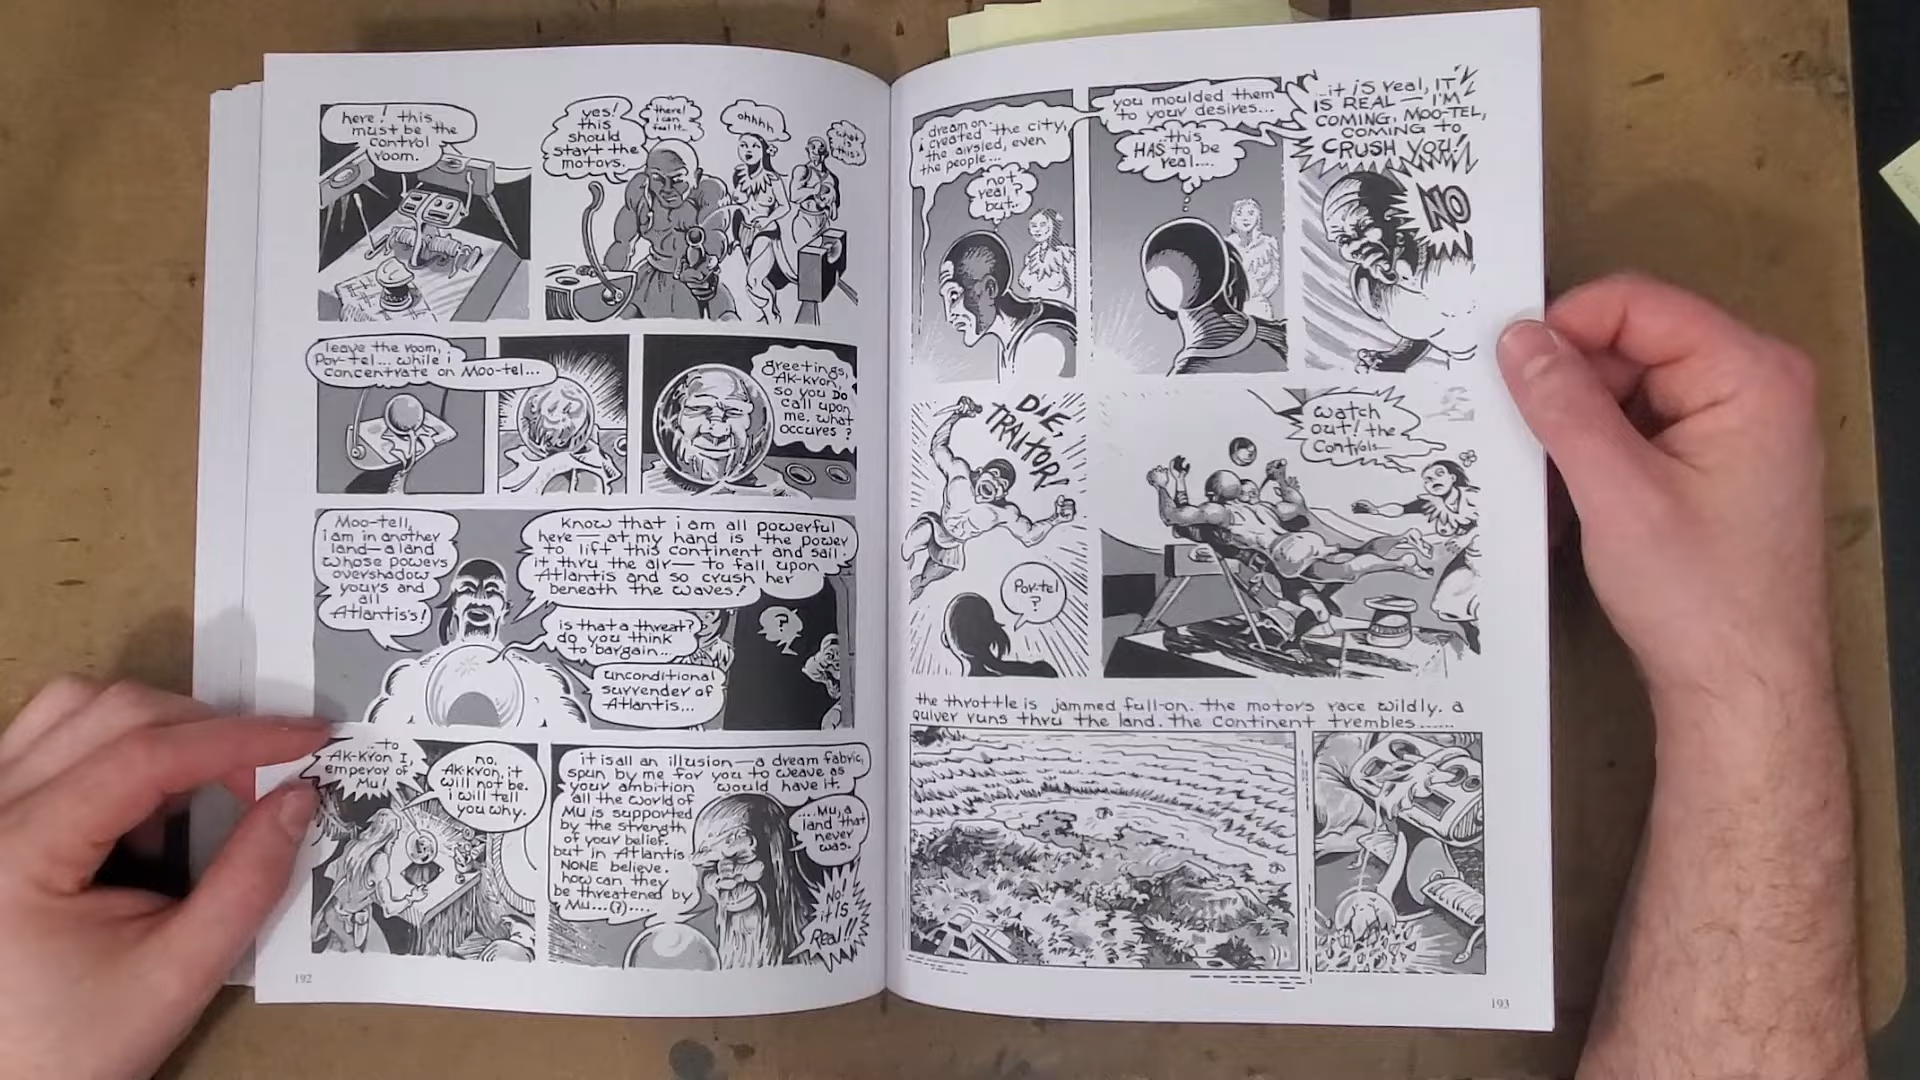 here! this
must be the
control
room.
yes!
this
should
start the
motors.
there!
i can
feel it..
ohhhh
what
is
this?
leave the room,
Por-tel... while i
concentrate on Moo-tel...
greetings,
AK-kron,
so you DO
call upon
me. what
occures?
Moo-tell,
i am in another
land—a land
whose powers
overshadow
yours and
all
Atlantis's!
know that i am all powerful
here—at my hand is the power
to lift this continent and sail
it thru the air—to fall upon
Atlantis and so crush her
beneath the waves!
is that a threat?
do you think
to bargain...
?
unconditional
surrender of
Atlantis...
...to
AK-kron I,
emperor of
Mu!
no,
AK-kron, it
will not be.
i will tell
you why.
it is all an illusion—a dream fabric,
spun by me for you to weave as
your ambition would have it.
all the world of
Mu is supported
by the strength
of your belief.
but in Atlantis
NONE believe.
how can they
be threatened by
Mu...(?)....
....Mu, a
land that
never
was.
No!
it IS
Real!!
192
dream on.
i created the city,
the airsled, even
the people...
not
real?
but..
you moulded them
to your desires...
this
HAS to be
real....
...it is real, IT
IS REAL — I'M
COMING, MOO-TEL,
COMING TO
CRUSH YOU!
NO
DIE,
TRAITOR
Por-tel
?
watch
out! the
Controls—
the throttle is jammed full-on. the motors race wildly. a
quiver runs thru the land. the Continent trembles......
193